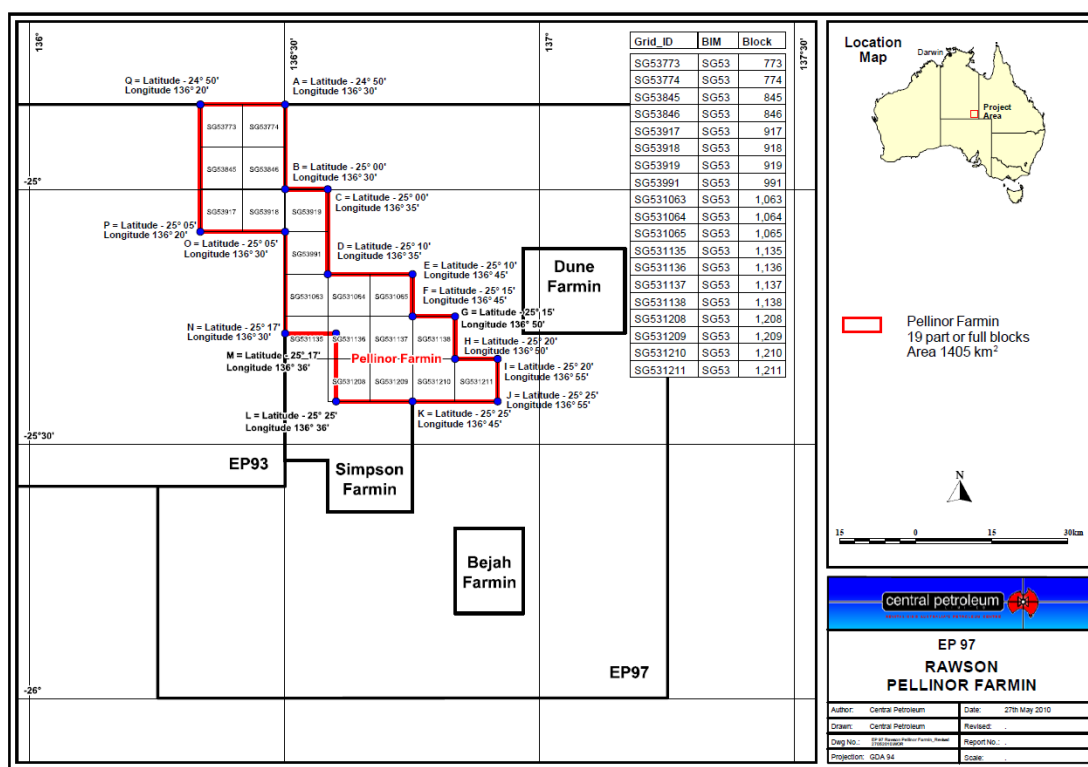 136°
136°30'
137°
137°30'
Q = Latitude - 24° 50'
Longitude 136° 20'
A = Latitude - 24° 50'
Longitude 136° 30'
SG53773
SG53774
SG53845
SG53846
B = Latitude - 25° 00'
Longitude 136° 30'
-25°
C = Latitude - 25° 00'
Longitude 136° 35'
SG53917
SG53918
SG53919
P = Latitude - 25° 05'
Longitude 136° 20'
O = Latitude - 25° 05'
Longitude 136° 30'
SG53991
D = Latitude - 25° 10'
Longitude 136° 35'
E = Latitude - 25° 10'
Longitude 136° 45'
SG531063
SG531064
SG531065
F = Latitude - 25° 15'
Longitude 136° 45'
G = Latitude - 25° 15'
Longitude 136° 50'
N = Latitude - 25° 17'
Longitude 136° 30'
SG531135
SG531136
SG531137
SG531138
H = Latitude - 25° 20'
Longitude 136° 50'
M = Latitude - 25° 17'
Longitude 136° 36'
Pellinor Farmin
I = Latitude - 25° 20'
Longitude 136° 55'
SG531208
SG531209
SG531210
SG531211
J = Latitude - 25° 25'
Longitude 136° 55'
L = Latitude - 25° 25'
Longitude 136° 36'
K = Latitude - 25° 25'
Longitude 136° 45'
-25°30'
Dune
Farmin
EP93
Simpson
Farmin
Bejah
Farmin
EP97
-26°
Grid_ID BIM Block
SG53773 SG53 773
SG53774 SG53 774
SG53845 SG53 845
SG53846 SG53 846
SG53917 SG53 917
SG53918 SG53 918
SG53919 SG53 919
SG53991 SG53 991
SG531063 SG53 1,063
SG531064 SG53 1,064
SG531065 SG53 1,065
SG531135 SG53 1,135
SG531136 SG53 1,136
SG531137 SG53 1,137
SG531138 SG53 1,138
SG531208 SG53 1,208
SG531209 SG53 1,209
SG531210 SG53 1,210
SG531211 SG53 1,211
Location
Map
Darwin
Project
Area
Pellinor Farmin
19 part or full blocks
Area 1405 km²
N
15 0 15 30km
central petroleum
EP 97
RAWSON
PELLINOR FARMIN
Author: Central Petroleum Date: 27th May 2010
Drawn: Central Petroleum Revised: .
Dwg No.: EP 97 Rawson Pellinor Farmin_Revised
Report No.: .
Projection: GDA 94 Scale: .